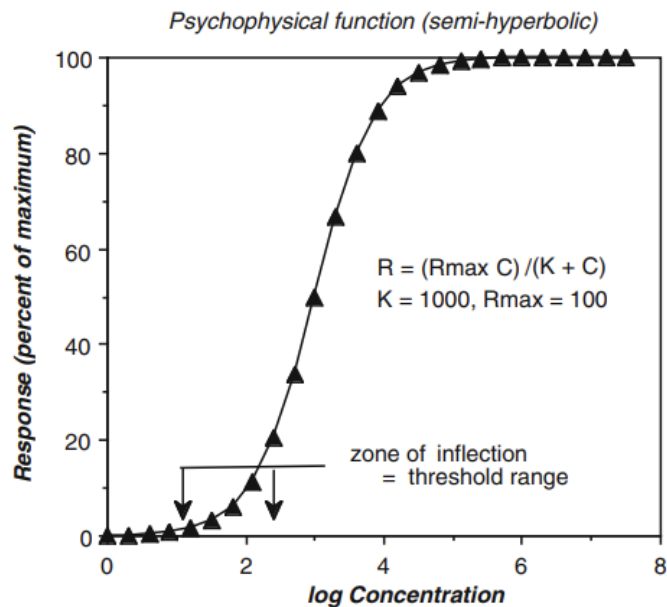 Psychophysical function (semi-hyperbolic)
Response (percent of maximum)
100
80
60
40
20
0
R = (Rmax C) /(K + C)
K = 1000, Rmax = 100
zone of inflection
= threshold range
0 2 4 6 8
log Concentration